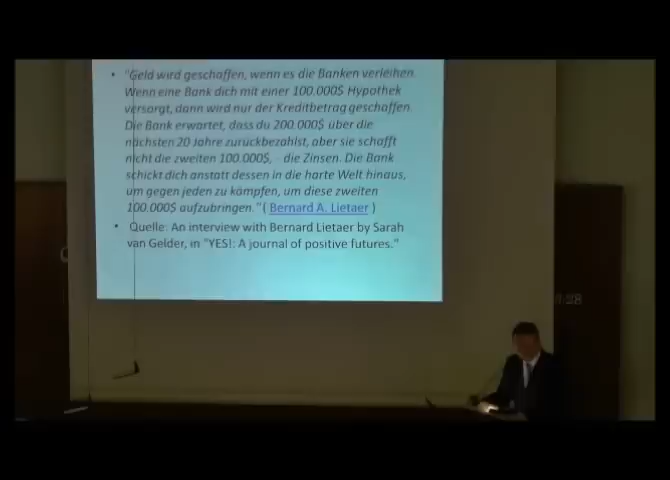 • "Geld wird geschaffen, wenn es die Banken verleihen.
Wenn eine Bank dich mit einer 100.000$ Hypothek
versorgt, dann wird nur der Kreditbetrag geschaffen.
Die Bank erwartet, dass du 200.000$ über die
nächsten 20 Jahre zurückbezahlst, aber sie schafft
nicht die zweiten 100.000$, - die Zinsen. Die Bank
schickt dich anstatt dessen in die harte Welt hinaus,
um gegen jeden zu kämpfen, um diese zweiten
100.000$ aufzubringen." ( Bernard A. Lietaer )
• Quelle: An interview with Bernard Lietaer by Sarah
van Gelder, in "YES!: A journal of positive futures."